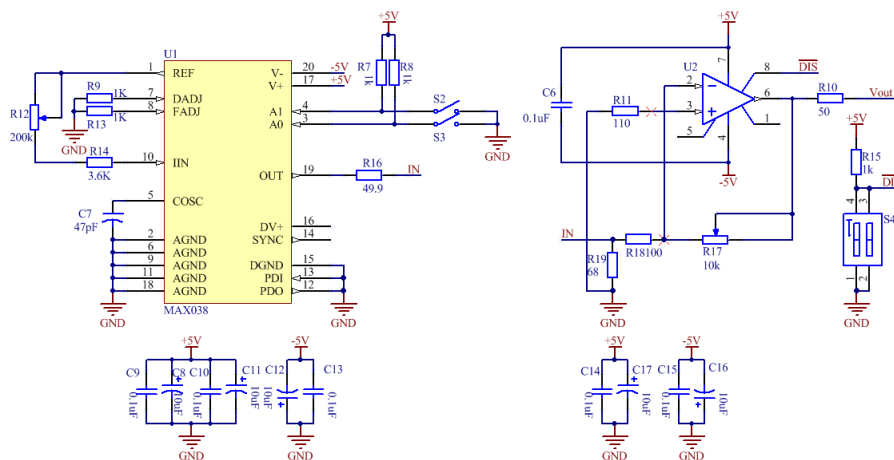 U1
MAX038
1 REF
7 DADJ
8 FADJ
10 IIN
5 COSC
2 AGND
6 AGND
9 AGND
11 AGND
18 AGND
V- 20 -5V
V+ 17 +5V
A1 4
A0 3
OUT 19
DV+ 16
SYNC 14
DGND 15
PDI 13
PDO 12
R12
200k
R9
1K
R13
1K
GND
R14
3.6K
C7
47pF
GND
+5V
R7
1k
R8
1k
S2
S3
GND
R16
49.9
IN
GND
+5V
C6
0.1uF
U2
7
8 DIS
2
3
6
5
4
1
R11
110
R10
50
Vout
-5V
IN
R19
68
R18100
R17
10k
GND
+5V
R15
1k
DI
4 3
S4
1 2
GND
+5V
C9
0.1uF
C8
10uF
C10
0.1uF
C11
10uF
GND
-5V
C12
10uF
C13
0.1uF
GND
+5V
C14
0.1uF
C17
10uF
GND
-5V
C15
0.1uF
C16
10uF
GND